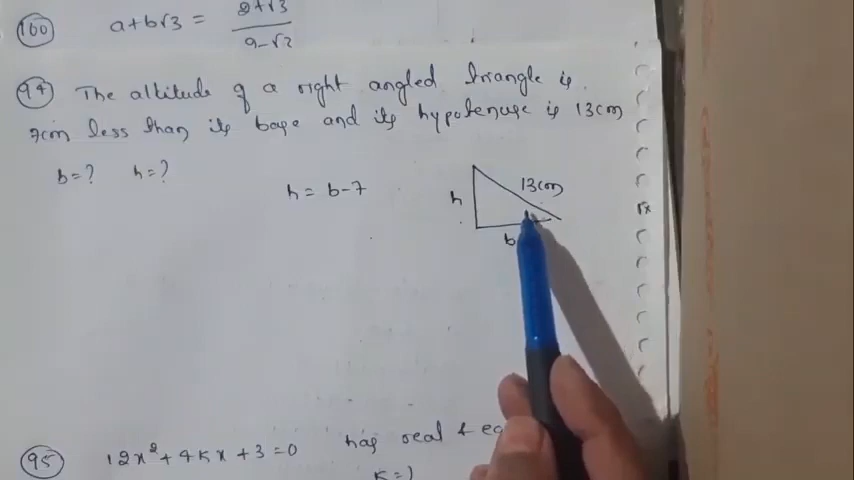 (100) a+b√3 = 2+√3
2-√3
(94) The altitude of a right angled triangle is
7cm less than its base and its hypotenuse is 13cm
b=? h=?
h = b-7
13cm
h
b
(95) 12x²+4Kx+3=0 has real &
K=)